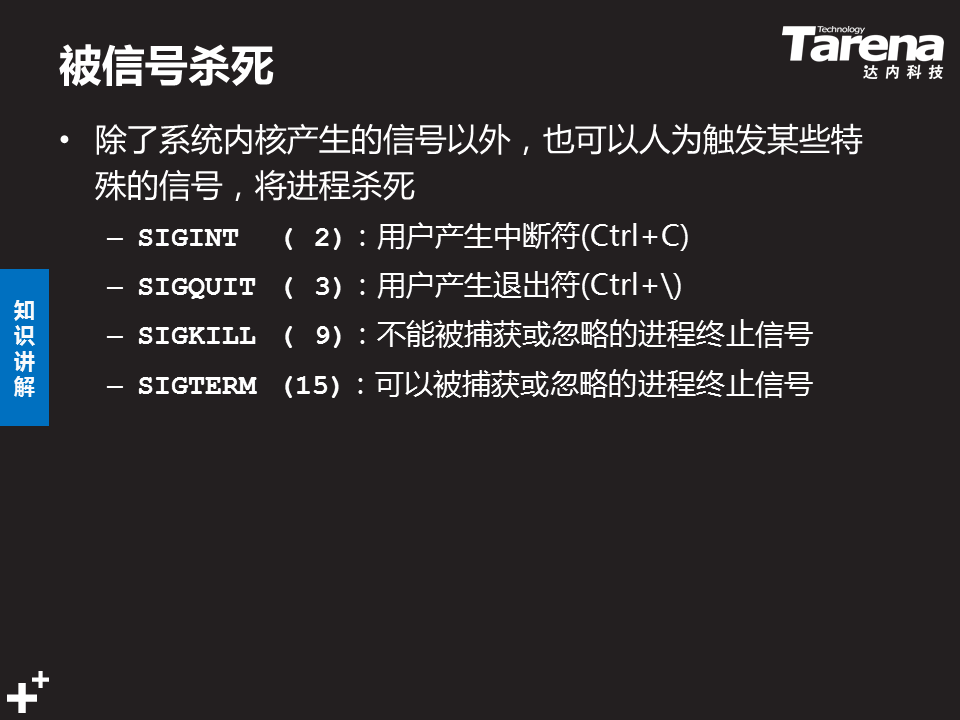 被信号杀死
Technology
Tarena
达内科技
• 除了系统内核产生的信号以外，也可以人为触发某些特
殊的信号，将进程杀死
– SIGINT ( 2)：用户产生中断符(Ctrl+C)
– SIGQUIT ( 3)：用户产生退出符(Ctrl+\)
– SIGKILL ( 9)：不能被捕获或忽略的进程终止信号
– SIGTERM (15)：可以被捕获或忽略的进程终止信号
知
识
讲
解